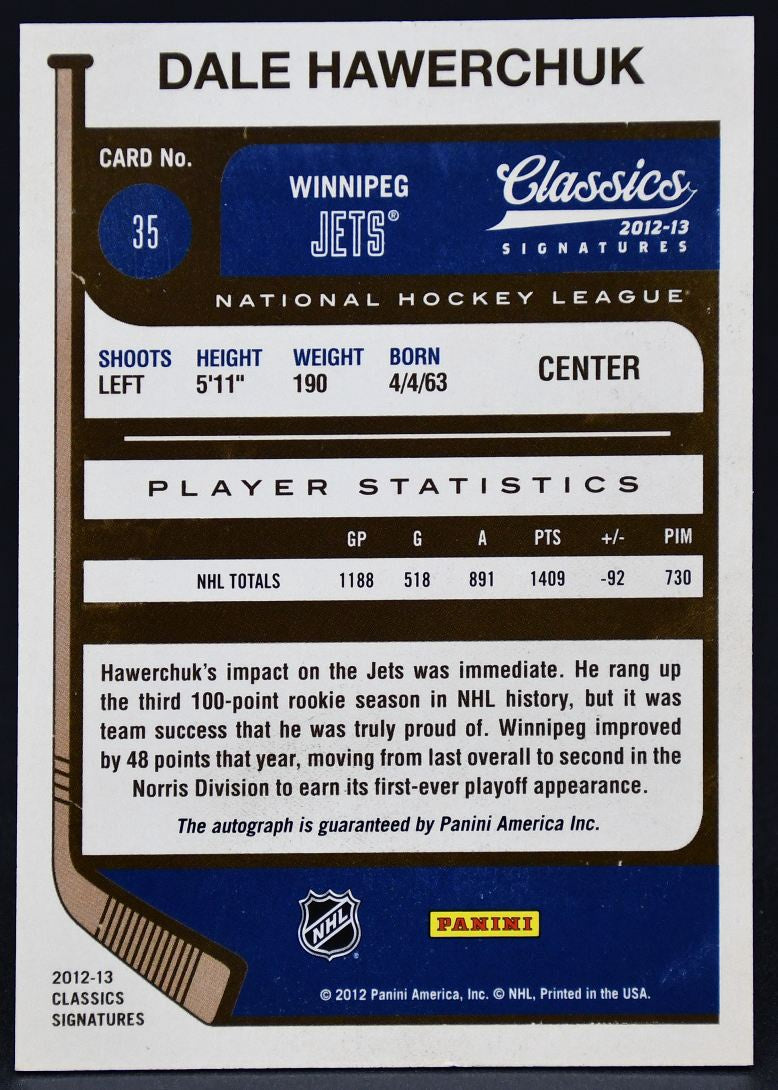 DALE HAWERCHUK
CARD No.
35
WINNIPEG
JETS®
Classics
2012-13
SIGNATURES
NATIONAL HOCKEY LEAGUE
SHOOTS HEIGHT WEIGHT BORN
LEFT 5'11" 190 4/4/63
CENTER
PLAYER STATISTICS
GP G A PTS +/- PIM
NHL TOTALS 1188 518 891 1409 -92 730
Hawerchuk's impact on the Jets was immediate. He rang up
the third 100-point rookie season in NHL history, but it was
team success that he was truly proud of. Winnipeg improved
by 48 points that year, moving from last overall to second in the
Norris Division to earn its first-ever playoff appearance.
The autograph is guaranteed by Panini America Inc.
NHL
PANINI
© 2012 Panini America, Inc. © NHL, Printed in the USA.
2012-13
CLASSICS
SIGNATURES